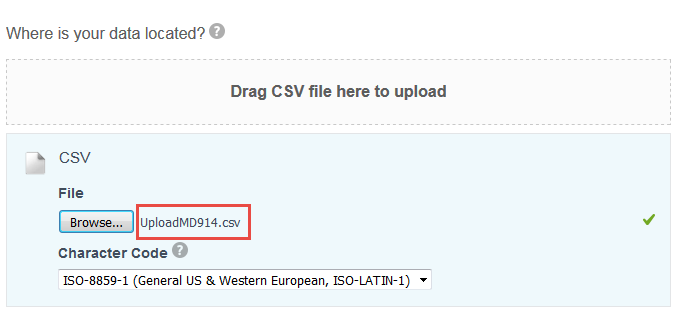 Where is your data located? ?
Drag CSV file here to upload
CSV
File
Browse... UploadMD914.csv
Character Code ?
ISO-8859-1 (General US & Western European, ISO-LATIN-1)